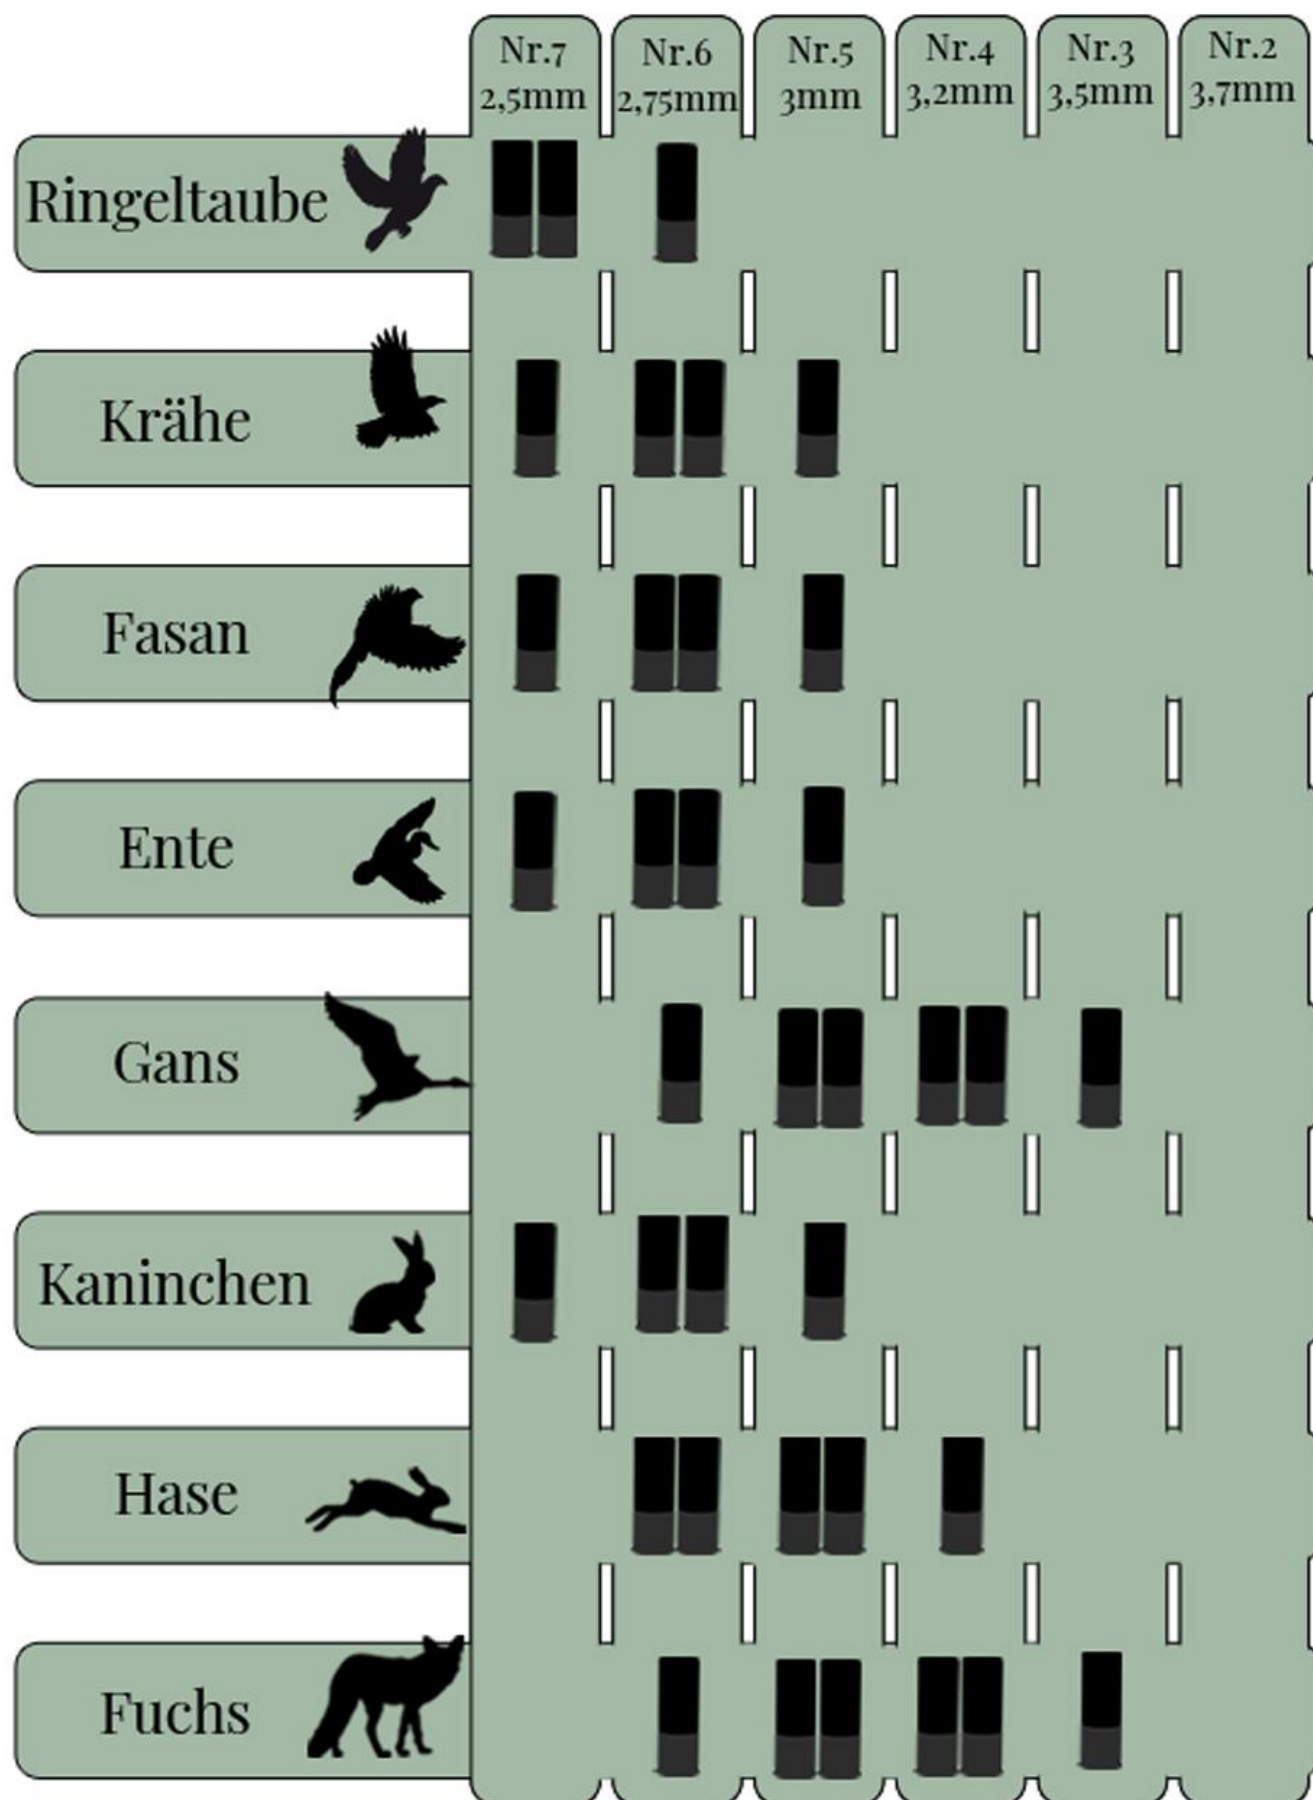 Nr.7
2,5mm
Nr.6
2,75mm
Nr.5
3mm
Nr.4
3,2mm
Nr.3
3,5mm
Nr.2
3,7mm
Ringeltaube
Krähe
Fasan
Ente
Gans
Kaninchen
Hase
Fuchs